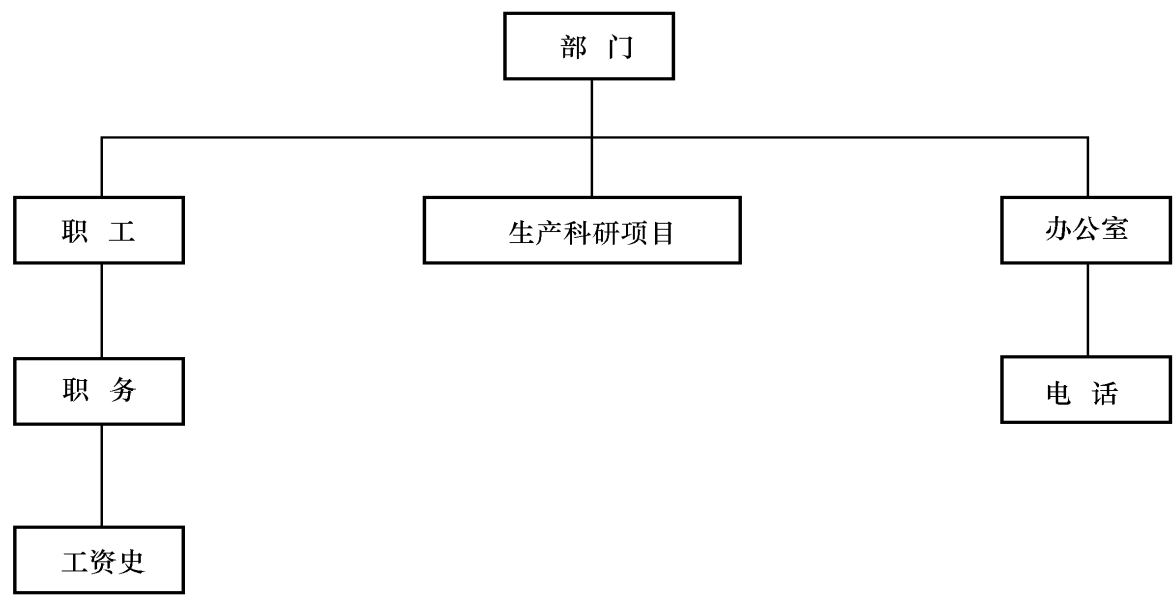 部 门
职 工
生产科研项目
办公室
职 务
电 话
工资史